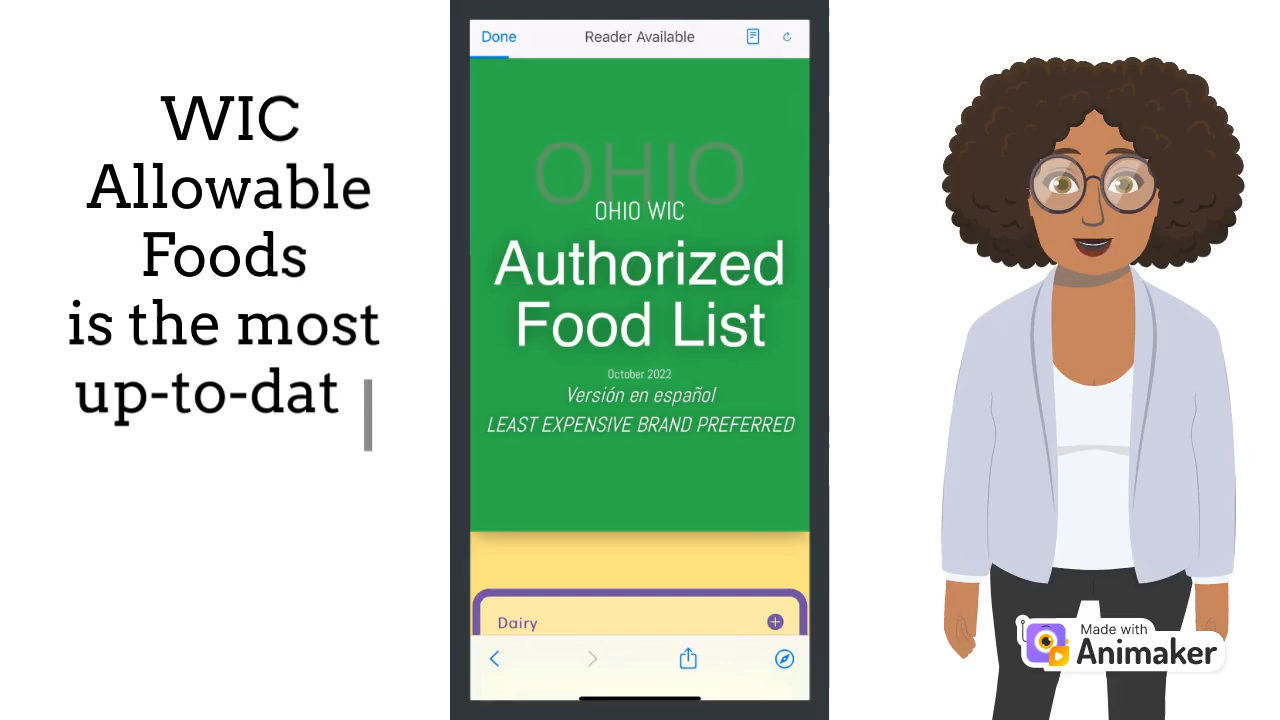 WIC
Allowable
Foods
is the most
up-to-dat
Done
Reader Available
OHIO
OHIO WIC
Authorized
Food List
October 2022
Versión en español
LEAST EXPENSIVE BRAND PREFERRED
Dairy
Made with
Animaker